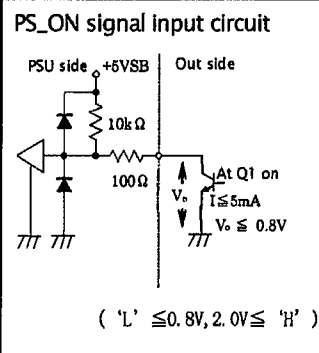 PS_ON signal input circuit
PSU side
+5VSB
Out side
10kΩ
100Ω
At Q1 on
I≦5mA
Vo
Vo ≦ 0.8V
( 'L' ≦0.8V, 2.0V≦ 'H' )